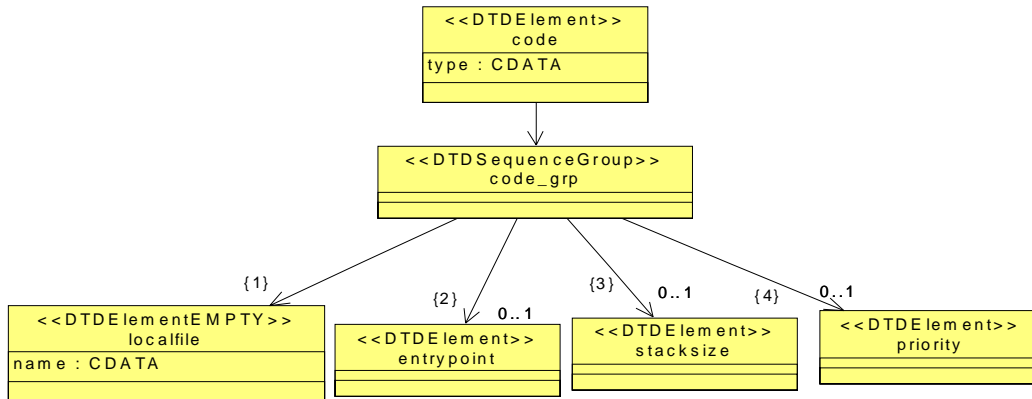 <<DTDElement>>
code
type : CDATA
<<DTDSequenceGroup>>
code_grp
{1}
{2}
0..1
{3}
0..1
{4}
0..1
<<DTDElementEMPTY>>
localfile
name : CDATA
<<DTDElement>>
entrypoint
<<DTDElement>>
stacksize
<<DTDElement>>
priority